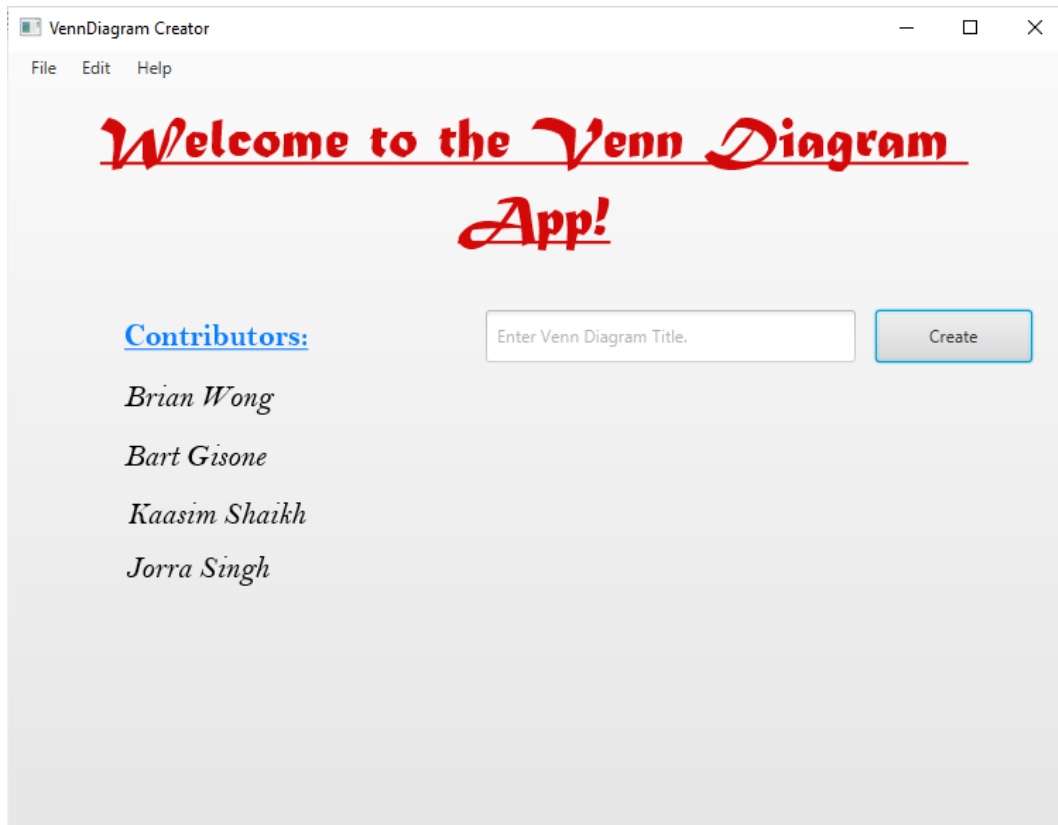 VennDiagram Creator
File Edit Help
Welcome to the Venn Diagram
App!
Contributors:
Enter Venn Diagram Title.
Create
Brian Wong
Bart Gisone
Kaasim Shaikh
Jorra Singh